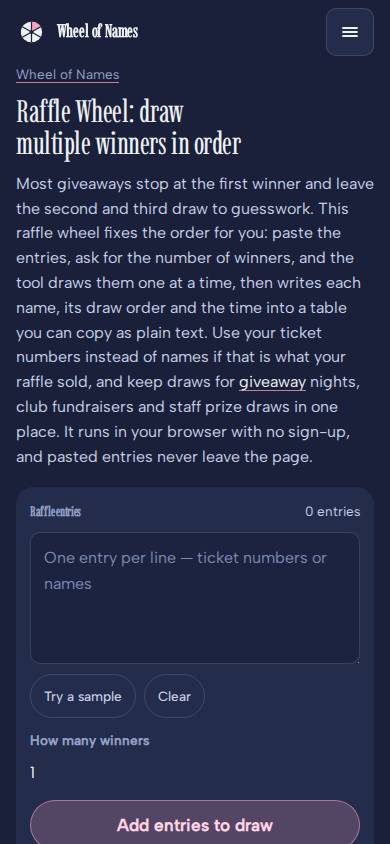 Wheel of Names
Wheel of Names
Raffle Wheel: draw
multiple winners in order
Most giveaways stop at the first winner and leave
the second and third draw to guesswork. This
raffle wheel fixes the order for you: paste the
entries, ask for the number of winners, and the
tool draws them one at a time, then writes each
name, its draw order and the time into a table
you can copy as plain text. Use your ticket
numbers instead of names if that is what your
raffle sold, and keep draws for giveaway nights,
club fundraisers and staff prize draws in one
place. It runs in your browser with no sign-up,
and pasted entries never leave the page.
Raffle entries 0 entries
One entry per line — ticket numbers or
names
Try a sample Clear
How many winners
1
Add entries to draw